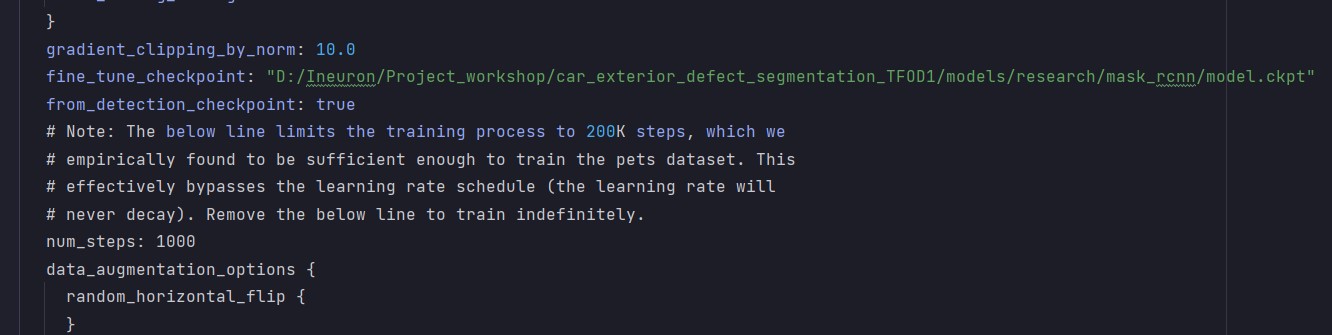 }
gradient_clipping_by_norm: 10.0
fine_tune_checkpoint: "D:/Ineuron/Project_workshop/car_exterior_defect_segmentation_TFOD1/models/research/mask_rcnn/model.ckpt"
from_detection_checkpoint: true
# Note: The below line limits the training process to 200K steps, which we
# empirically found to be sufficient enough to train the pets dataset. This
# effectively bypasses the learning rate schedule (the learning rate will
# never decay). Remove the below line to train indefinitely.
num_steps: 1000
data_augmentation_options {
random_horizontal_flip {
}